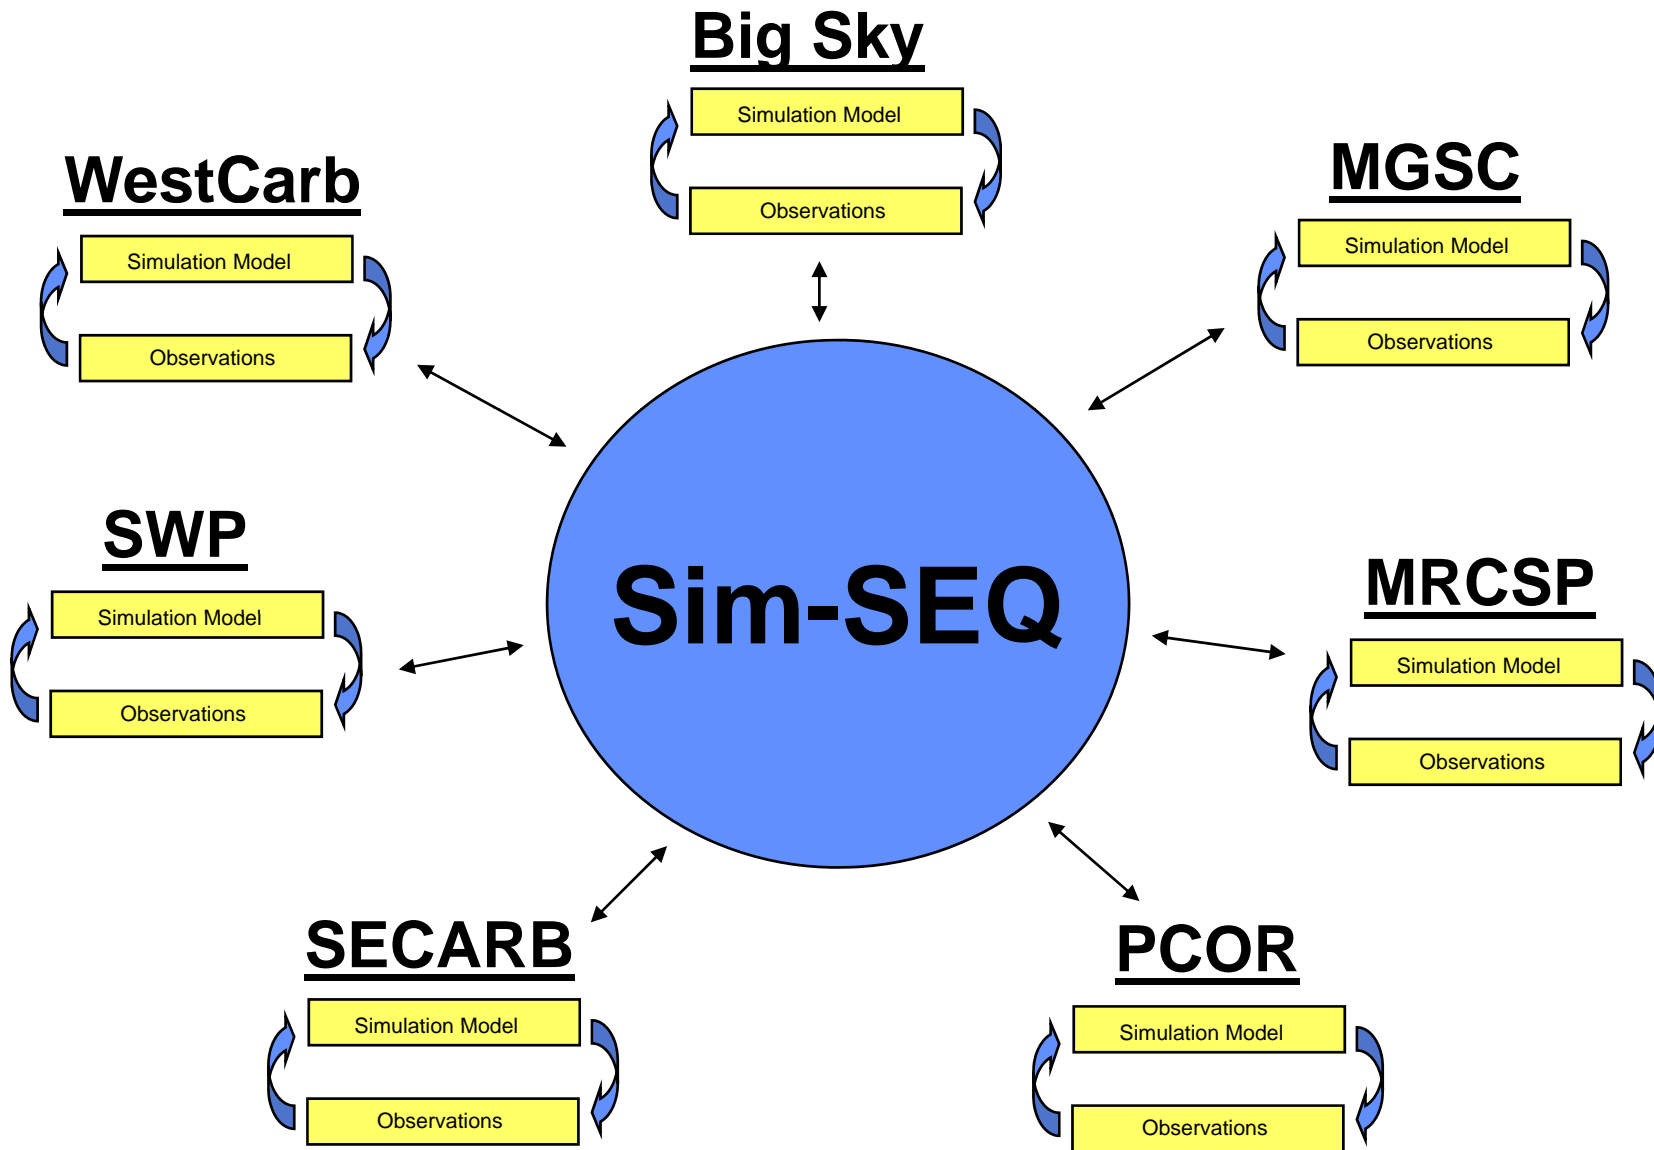 Big Sky
Simulation Model
Observations
WestCarb
Simulation Model
Observations
MGSC
Simulation Model
Observations
SWP
Simulation Model
Observations
Sim-SEQ
MRCSP
Simulation Model
Observations
SECARB
Simulation Model
Observations
PCOR
Simulation Model
Observations